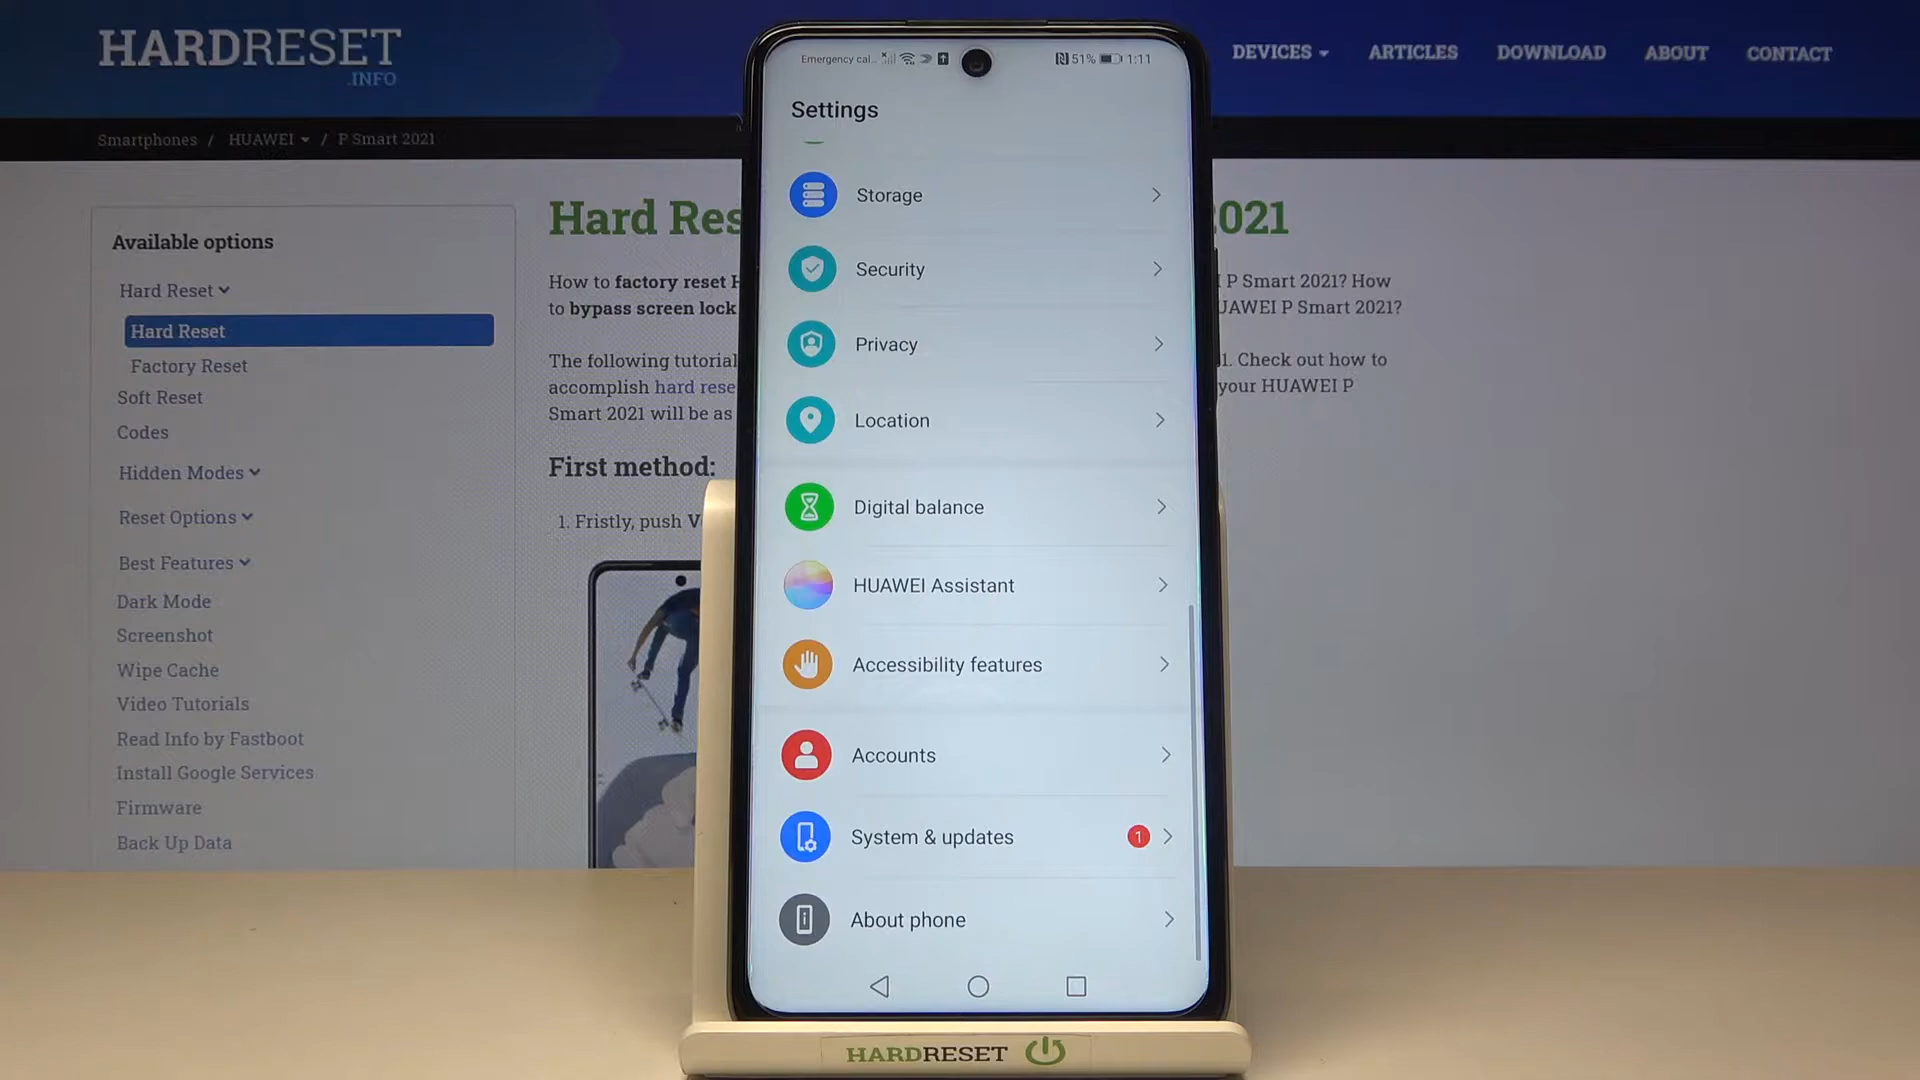 HARDRESET
.INFO
DEVICES
ARTICLES
DOWNLOAD
ABOUT
CONTACT
Smartphones / HUAWEI / P Smart 2021
Available options
Hard Reset
Hard Reset
Factory Reset
Soft Reset
Codes
Hidden Modes
Reset Options
Best Features
Dark Mode
Screenshot
Wipe Cache
Video Tutorials
Read Info by Fastboot
Install Google Services
Firmware
Back Up Data
Hard Res
2021
How to factory reset H
to bypass screen lock
I P Smart 2021? How
UAWEI P Smart 2021?
The following tutorial
accomplish hard rese
Smart 2021 will be as
1. Check out how to
your HUAWEI P
First method:
1. Fristly, push V
Emergency cal...
51% 1:11
Settings
Storage
Security
Privacy
Location
Digital balance
HUAWEI Assistant
Accessibility features
Accounts
System & updates 1
About phone
HARDRESET